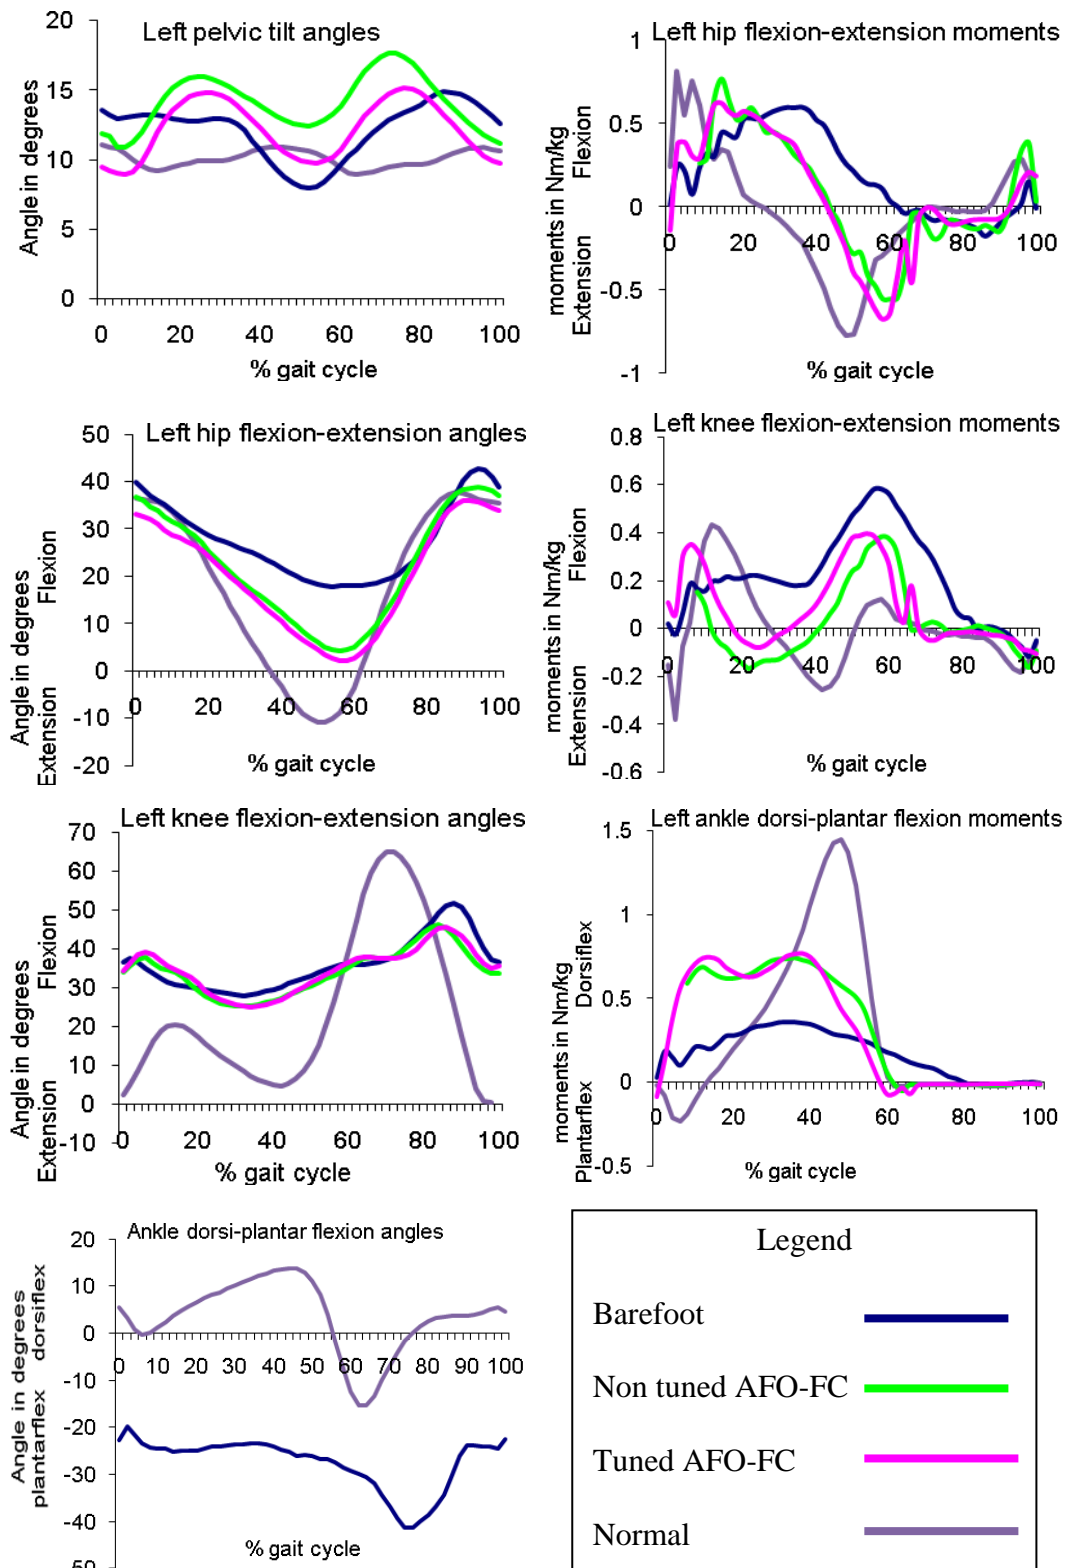 Left pelvic tilt angles
Angle in degrees
20
15
10
5
0
0 20 40 60 80 100
% gait cycle
Left hip flexion-extension moments
moments in Nm/kg
Extension Flexion
1
0.5
0
-0.5
-1
0 20 40 60 80 100
% gait cycle
Left hip flexion-extension angles
Angle in degrees
Extension Flexion
50
40
30
20
10
0
-10
-20
0 20 40 60 80 100
% gait cycle
Left knee flexion-extension moments
moments in Nm/kg
Extension Flexion
0.8
0.6
0.4
0.2
0
-0.2
-0.4
-0.6
0 20 40 60 80 100
% gait cycle
Left knee flexion-extension angles
Angle in degrees
Extension Flexion
70
60
50
40
30
20
10
0
-10
0 20 40 60 80 100
% gait cycle
Left ankle dorsi-plantar flexion moments
moments in Nm/kg
Plantarflex Dorsiflex
1.5
1
0.5
0
-0.5
0 20 40 60 80 100
% gait cycle
Ankle dorsi-plantar flexion angles
Angle in degrees
plantarflex dorsiflex
20
10
0
-10
-20
-30
-40
-50
0 10 20 30 40 50 60 70 80 90 100
% gait cycle
Legend
Barefoot
Non tuned AFO-FC
Tuned AFO-FC
Normal